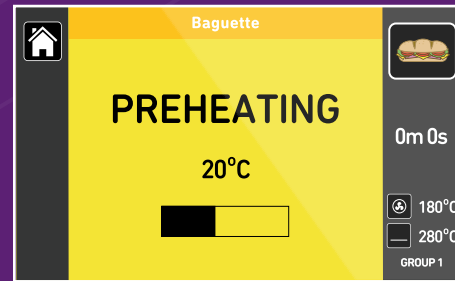 Baguette
PREHEATING
20°C
0m 0s
180°C
280°C
GROUP 1